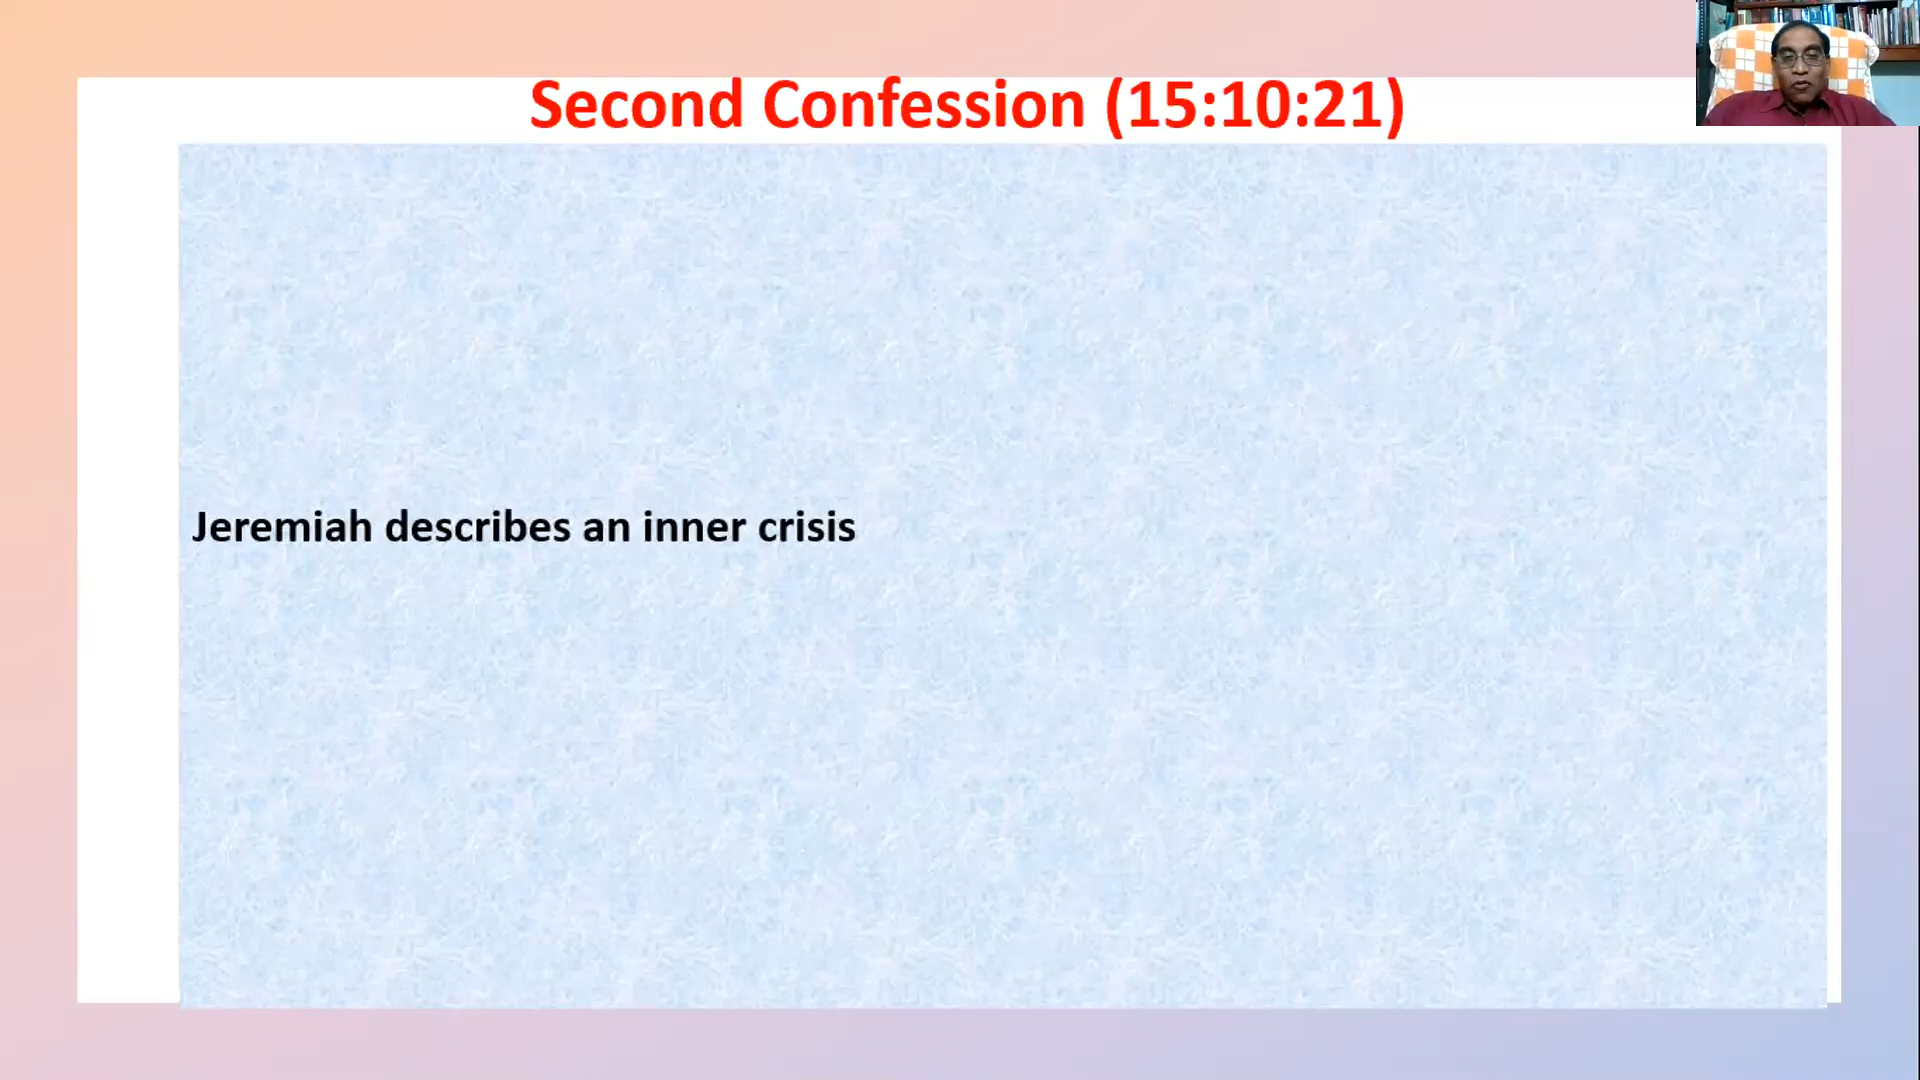 Second Confession (15:10:21)
Jeremiah describes an inner crisis